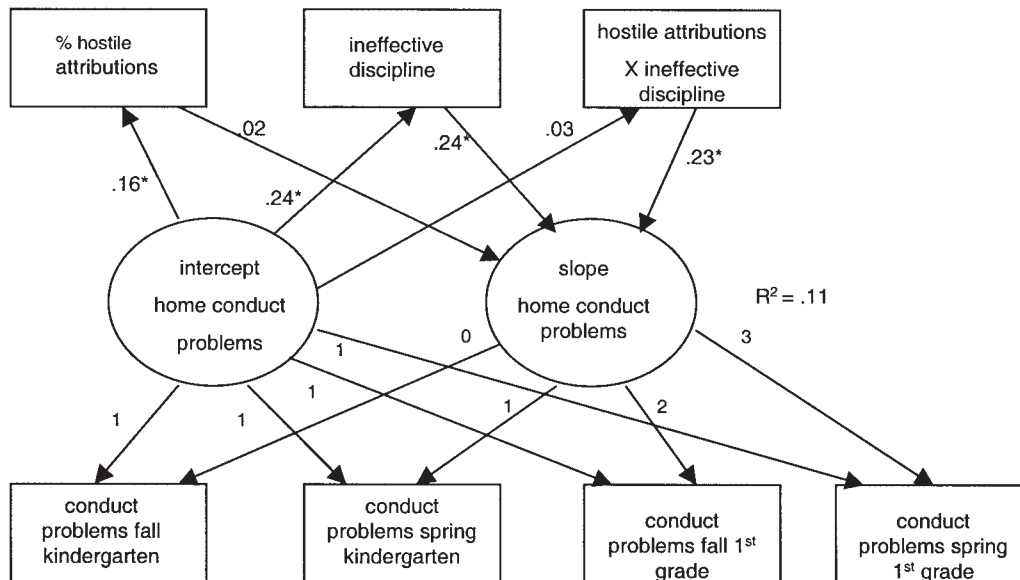 % hostile
attributions
ineffective
discipline
hostile attributions
X ineffective
discipline
.02
.24*
.03
.23*
.16*
.24*
intercept
home conduct
problems
slope
home conduct
problems
R² = .11
1
0
3
1
1
1
1
2
conduct
problems fall
kindergarten
conduct
problems spring
kindergarten
conduct
problems fall 1st
grade
conduct
problems spring
1st grade